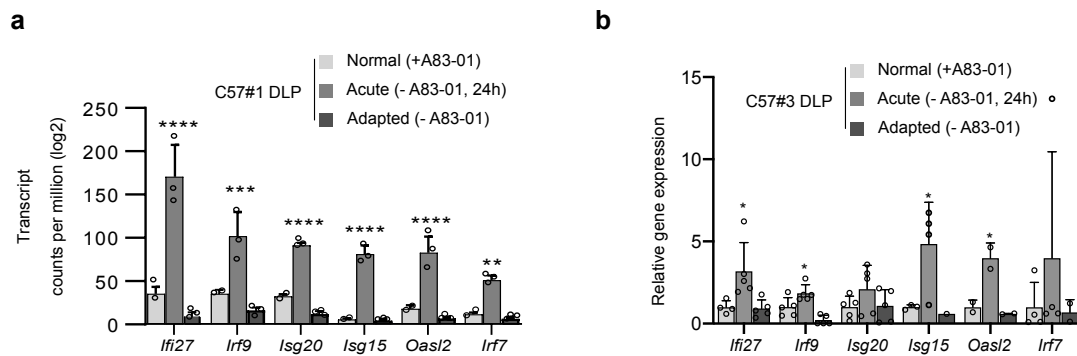 a
Normal (+A83-01)
C57#1 DLP
Acute (- A83-01, 24h)
Adapted (- A83-01)
Transcript
counts per million (log2)
250
200
150
100
50
0
****
***
****
****
****
**
Ifi27 Irf9 Isg20 Isg15 Oasl2 Irf7
b
Normal (+A83-01)
C57#3 DLP
Acute (- A83-01, 24h)
Adapted (- A83-01)
Relative gene expression
15
10
5
0
*
*
*
*
Ifi27 Irf9 Isg20 Isg15 Oasl2 Irf7